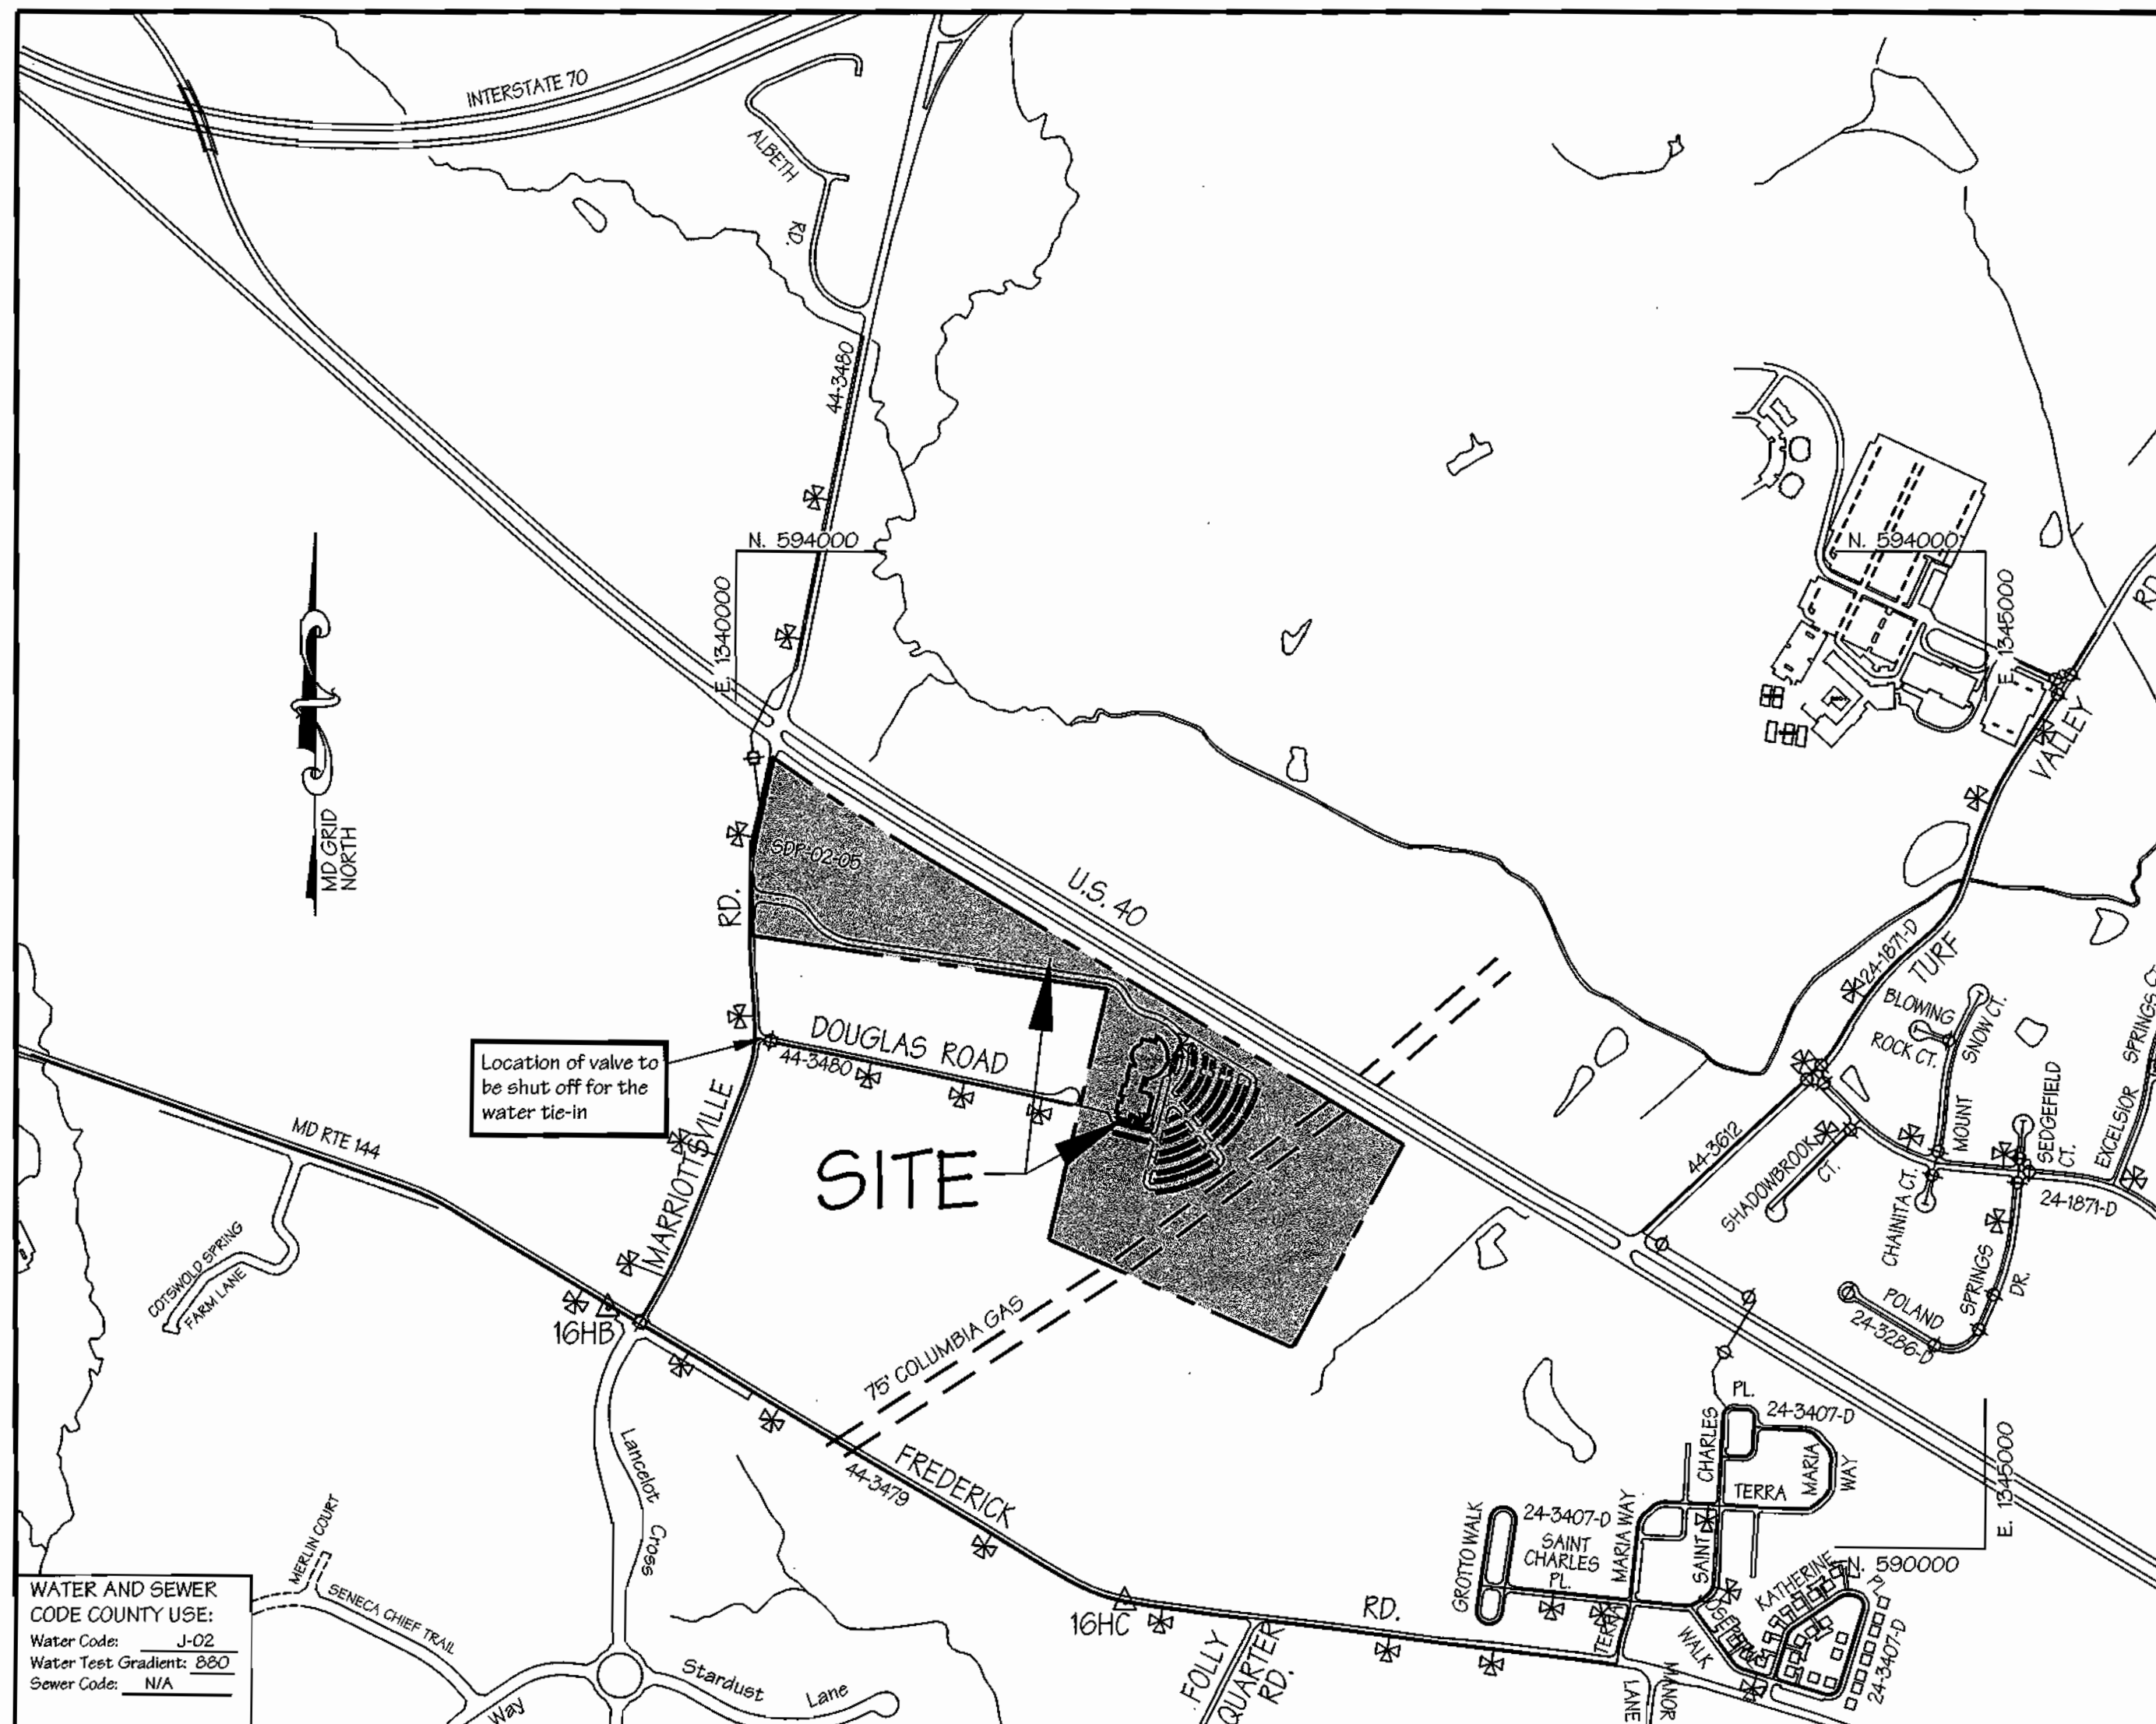 INTERSTATE 70
ALBETH
RD.
44-3480
N. 594000
E. 1340000
N. 594000
E. 1345000
RD.
VALLEY
MD GRID
NORTH
SDP-02-05
RD.
U.S. 40
24-1871-D
TURF
BLOWING
ROCK CT.
SNOW CT.
SPRINGS
EXCELSIOR
MOUNT
SEDGEFIELD
CT.
Location of valve to
be shut off for the
water tie-in
DOUGLAS ROAD
44-3480
MARRIOTTSVILLE
SITE
MD RTE 144
COTSWOLD SPRING
FARM LANE
44-3612
SHADOWBROOK
CT.
CHAINITA CT.
24-1871-D
SPRINGS
DR.
POLAND
24-3286-D
16HB
75' COLUMBIA GAS
FREDERICK
44-3479
Lancelot
Cross
PL.
24-3407-D
CHARLES
SAINT
TERRA
MARIA
WAY
E. 1345000
N. 590000
GROTTO WALK
24-3407-D
SAINT
CHARLES
PL.
MARIA WAY
TERRA
KATHERINE
PL.
JOSEPH
WALK
24-3407-D
16HC
RD.
FOLLY
QUARTER
RD.
MANOR
LANE
MERLIN COURT
SENECA CHIEF TRAIL
Way
Stardust Lane
WATER AND SEWER
CODE COUNTY USE:
Water Code: J-02
Water Test Gradient: 880
Sewer Code: N/A